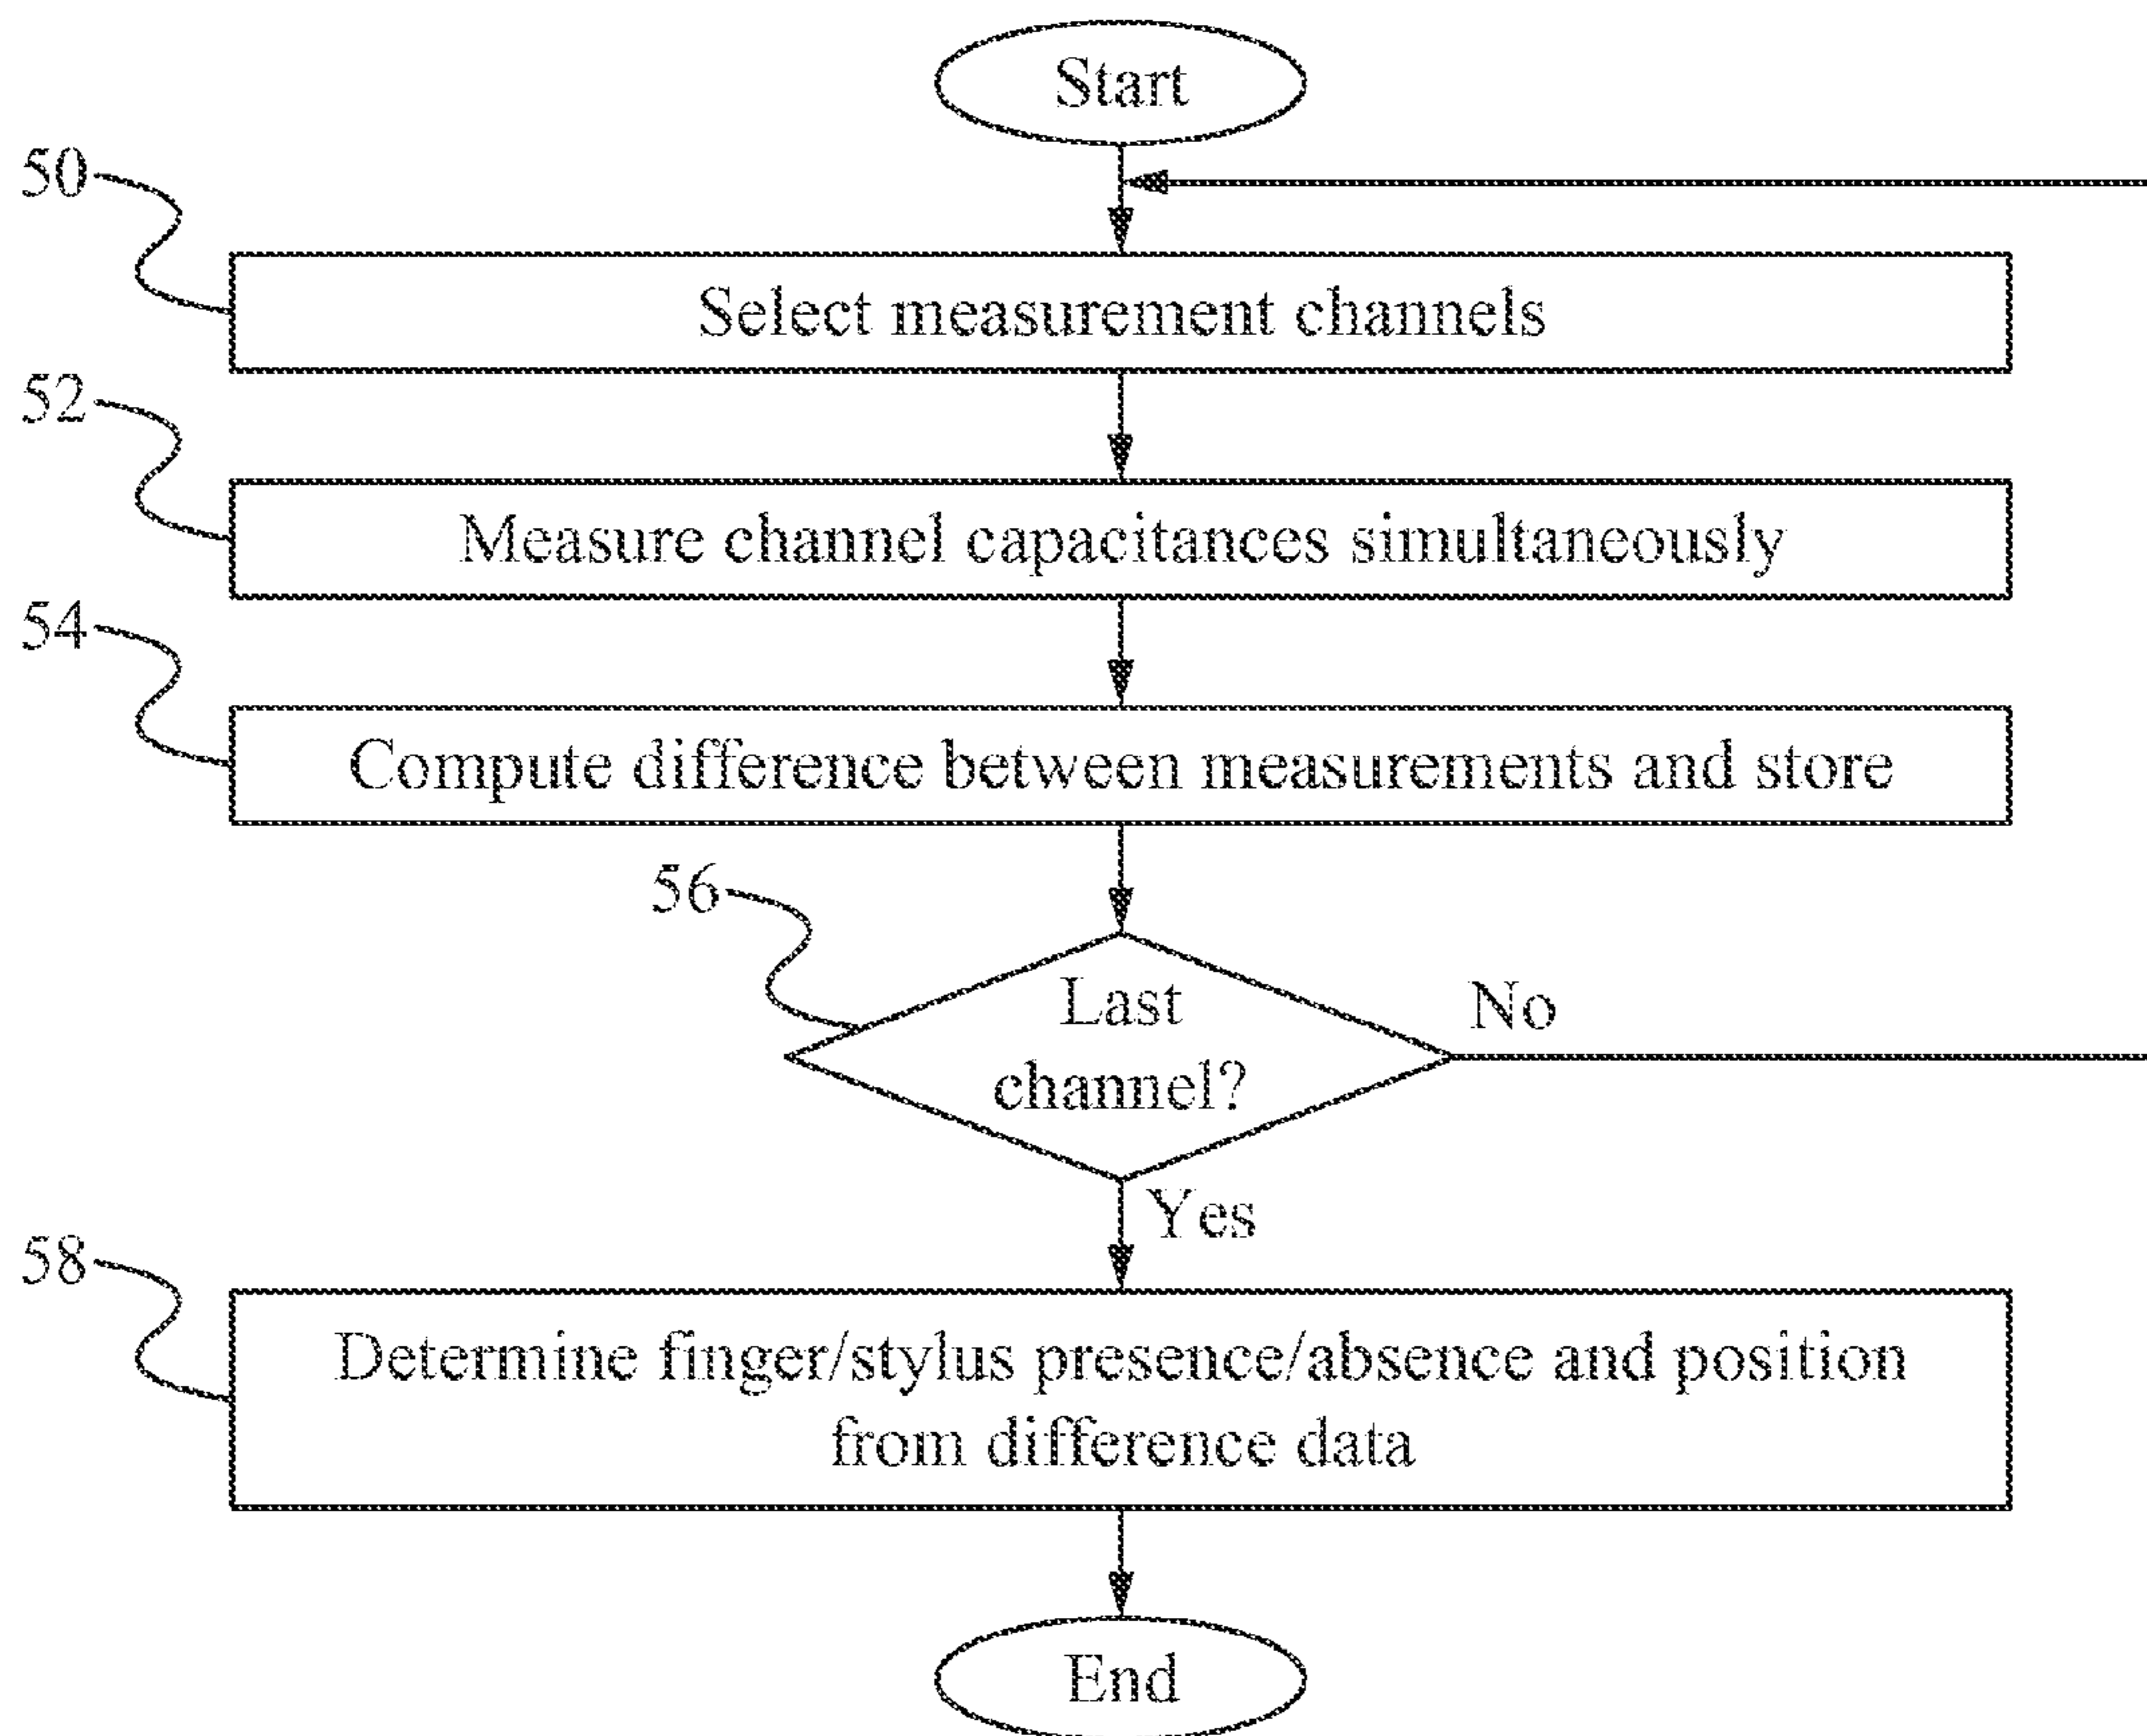 Start
50
Select measurement channels
52
Measure channel capacitances simultaneously
54
Compute difference between measurements and store
56
Last
channel?
No
Yes
58
Determine finger/stylus presence/absence and position
from difference data
End